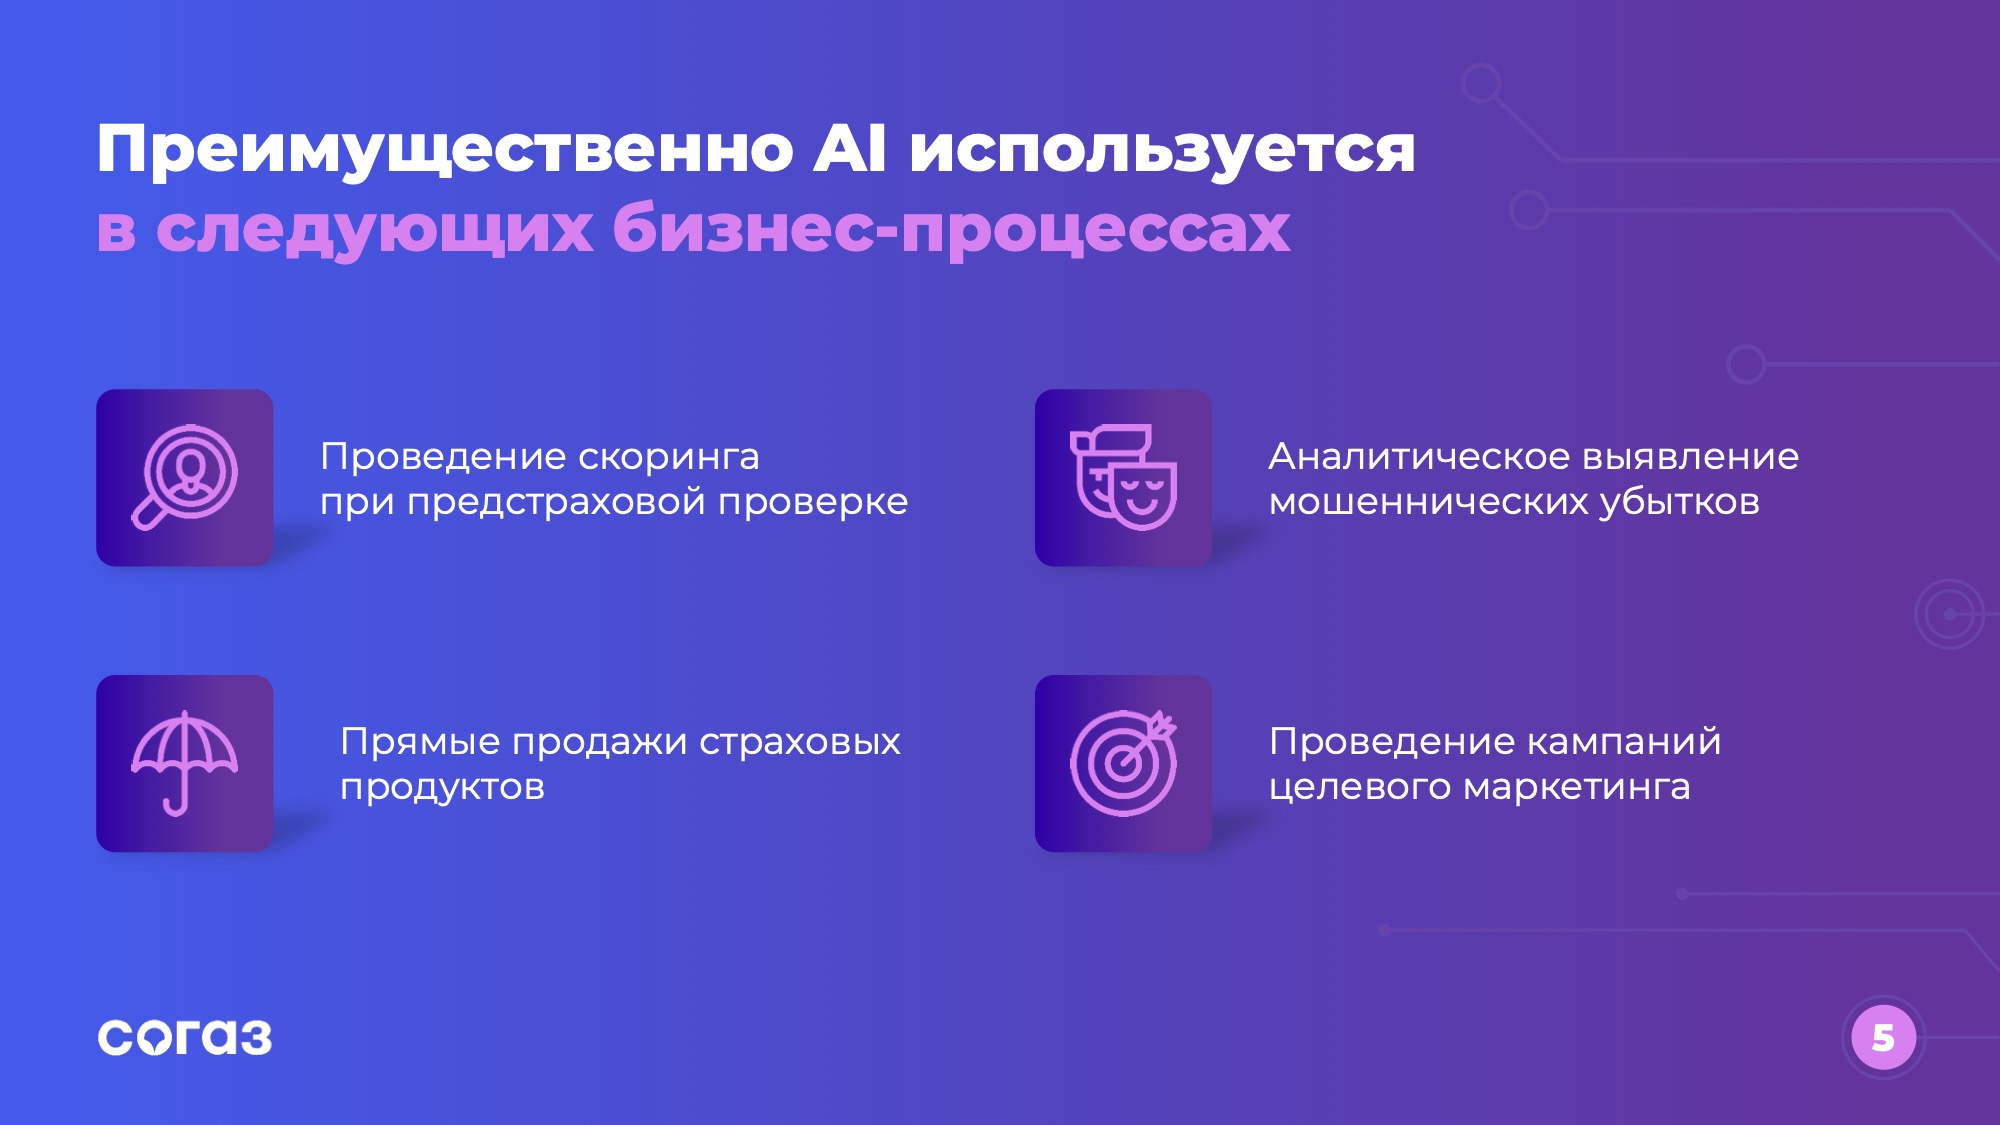 Преимущественно AI используется
в следующих бизнес-процессах
Проведение скоринга
при предстраховой проверке
Аналитическое выявление
мошеннических убытков
Прямые продажи страховых
продуктов
Проведение кампаний
целевого маркетинга
согаз
5